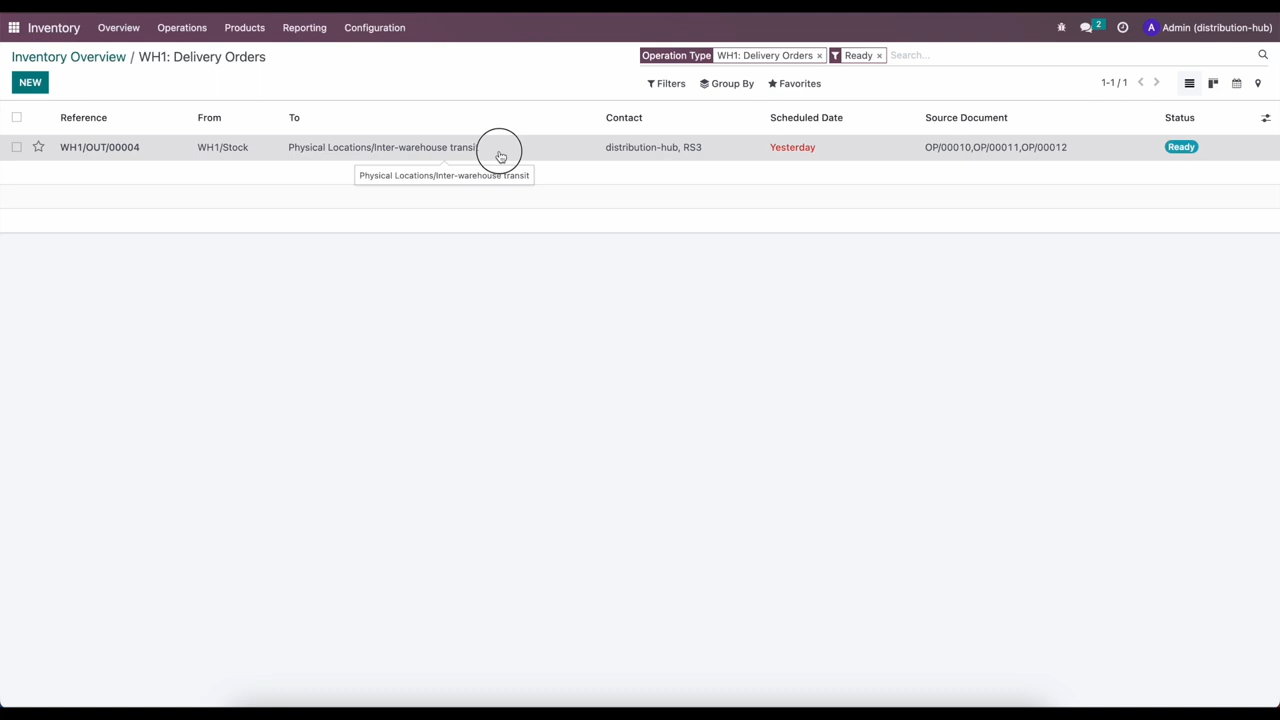 Inventory Overview Operations Products Reporting Configuration 2 A Admin (distribution-hub)
Inventory Overview / WH1: Delivery Orders Operation Type WH1: Delivery Orders × Ready × Search...
NEW Filters Group By Favorites 1-1 / 1
Reference From To Contact Scheduled Date Source Document Status
WH1/OUT/00004 WH1/Stock Physical Locations/Inter-warehouse transit distribution-hub, RS3 Yesterday OP/00010,OP/00011,OP/00012 Ready
Physical Locations/Inter-warehouse transit